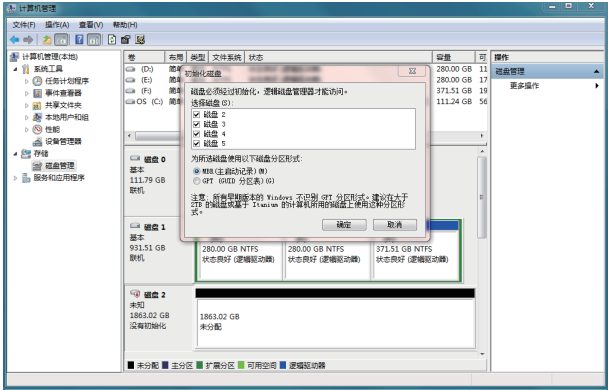 计算机管理
文件(F) 操作(A) 查看(V) 帮助(H)
计算机管理(本地)
系统工具
任务计划程序
事件查看器
共享文件夹
本地用户和组
性能
设备管理器
存储
磁盘管理
服务和应用程序
卷 布局 类型 文件系统 状态 容量 可
(D:) 280.00 GB 11
(E:) 280.00 GB 17
(F:) 371.51 GB 19
OS (C:) 111.24 GB 56
初始化磁盘
磁盘必须经过初始化，逻辑磁盘管理器才能访问。
选择磁盘(S):
磁盘 2
磁盘 3
磁盘 4
磁盘 5
为所选磁盘使用以下磁盘分区形式:
MBR(主启动记录)(M)
GPT (GUID 分区表)(G)
注意: 所有早期版本的 Windows 不识别 GPT 分区形式。建议在大于
2TB 的磁盘或基于 Itanium 的计算机所用的磁盘上使用这种分区形
式。
确定 取消
磁盘 0
基本
111.79 GB
联机
磁盘 1
基本
931.51 GB
联机
280.00 GB NTFS
状态良好 (逻辑驱动器)
280.00 GB NTFS
状态良好 (逻辑驱动器)
371.51 GB NTFS
状态良好 (逻辑驱动器)
磁盘 2
未知
1863.02 GB
没有初始化
1863.02 GB
未分配
未分配 主分区 扩展分区 可用空间 逻辑驱动器
操作
磁盘管理
更多操作